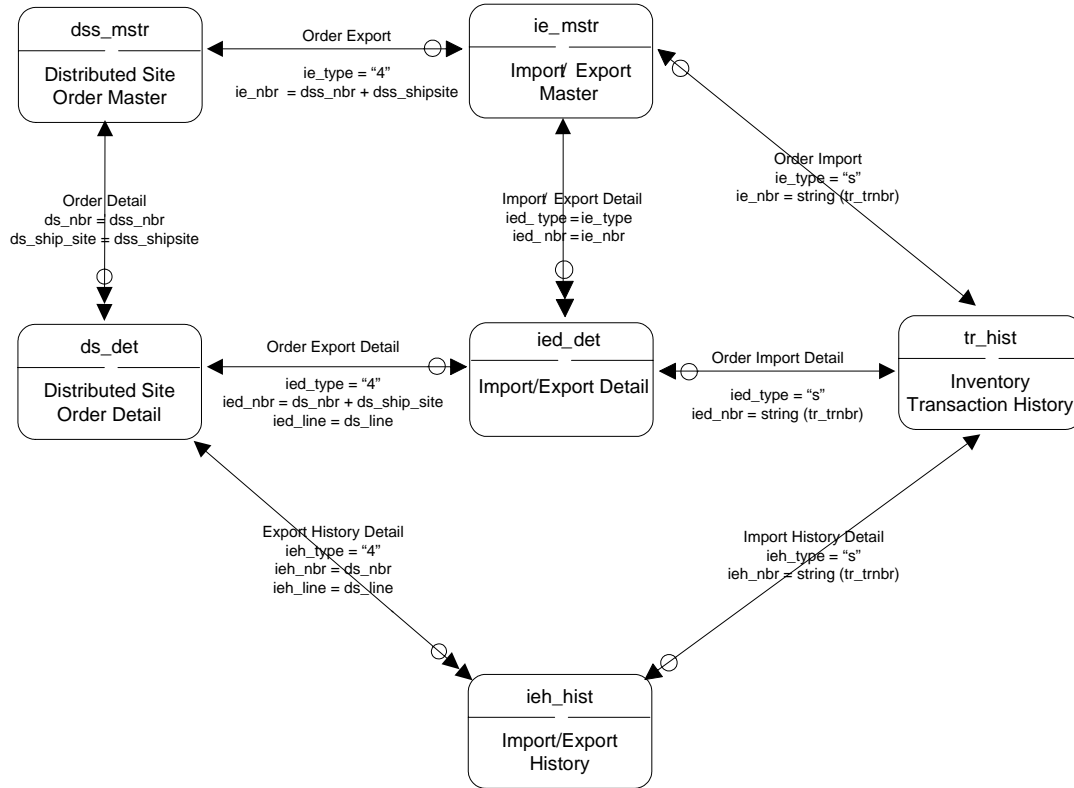 dss_mstr
Distributed Site
Order Master
Order Export
ie_type = “4”
ie_nbr = dss_nbr + dss_shipsite
ie_mstr
Import/ Export
Master
Order Import
ie_type = “s”
ie_nbr = string (tr_trnbr)
Order Detail
ds_nbr = dss_nbr
ds_ship_site = dss_shipsite
Import/ Export Detail
ied_ type = ie_type
ied_ nbr = ie_nbr
ds_det
Distributed Site
Order Detail
Order Export Detail
ied_type = “4”
ied_nbr = ds_nbr + ds_ship_site
ied_line = ds_line
ied_det
Import/Export Detail
Order Import Detail
ied_type = “s”
ied_nbr = string (tr_trnbr)
tr_hist
Inventory
Transaction History
Export History Detail
ieh_type = “4”
ieh_nbr = ds_nbr
ieh_line = ds_line
Import History Detail
ieh_type = “s”
ieh_nbr = string (tr_trnbr)
ieh_hist
Import/Export
History